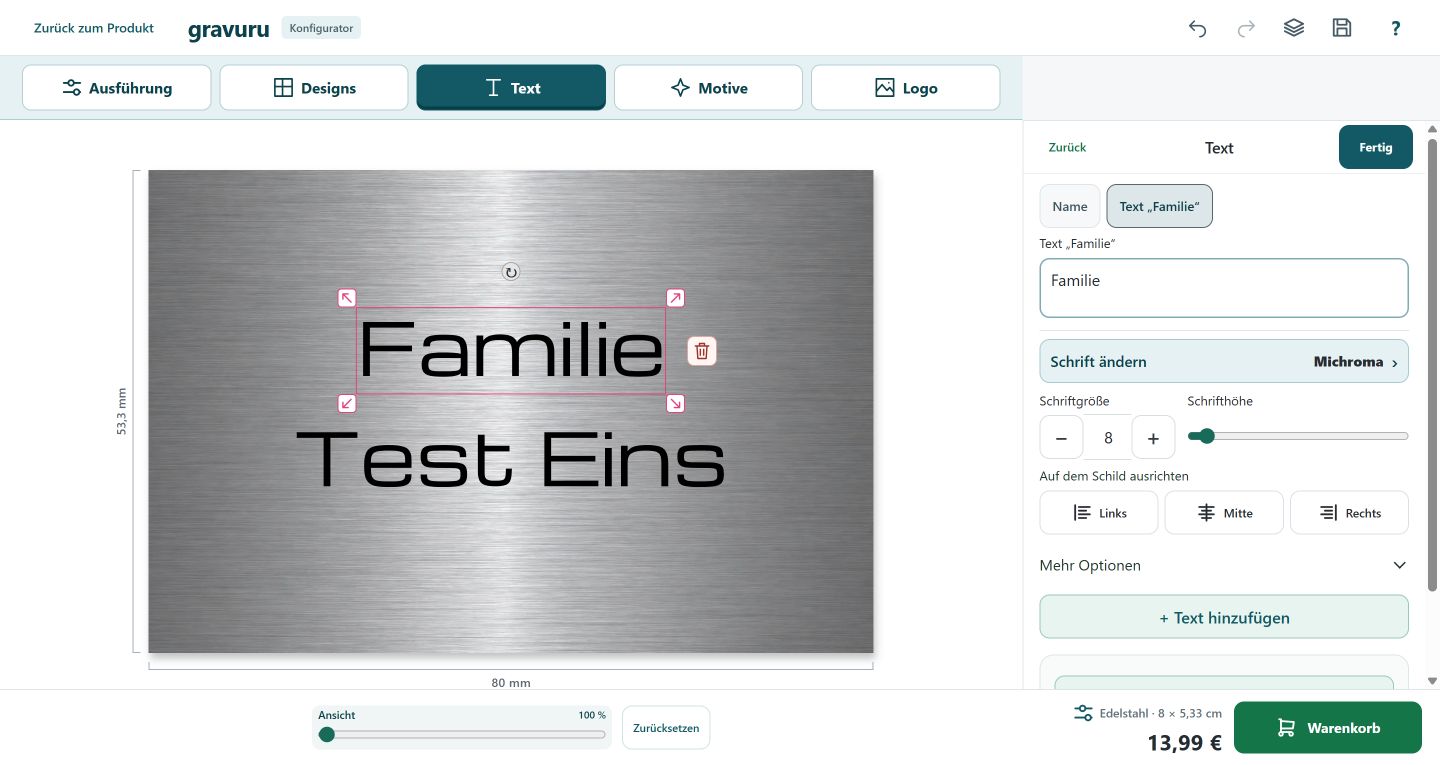 Zurück zum Produkt
gravuru
Konfigurator
?
Ausführung
Designs
Text
Motive
Logo
Zurück
Text
Fertig
Name
Text „Familie“
Text „Familie“
Familie
Schrift ändern
Michroma ›
Schriftgröße
Schrifthöhe
− 8 +
Auf dem Schild ausrichten
Links
Mitte
Rechts
Mehr Optionen
+ Text hinzufügen
Familie
Test Eins
53,3 mm
80 mm
Ansicht
100 %
Zurücksetzen
Edelstahl · 8 × 5,33 cm
13,99 €
Warenkorb